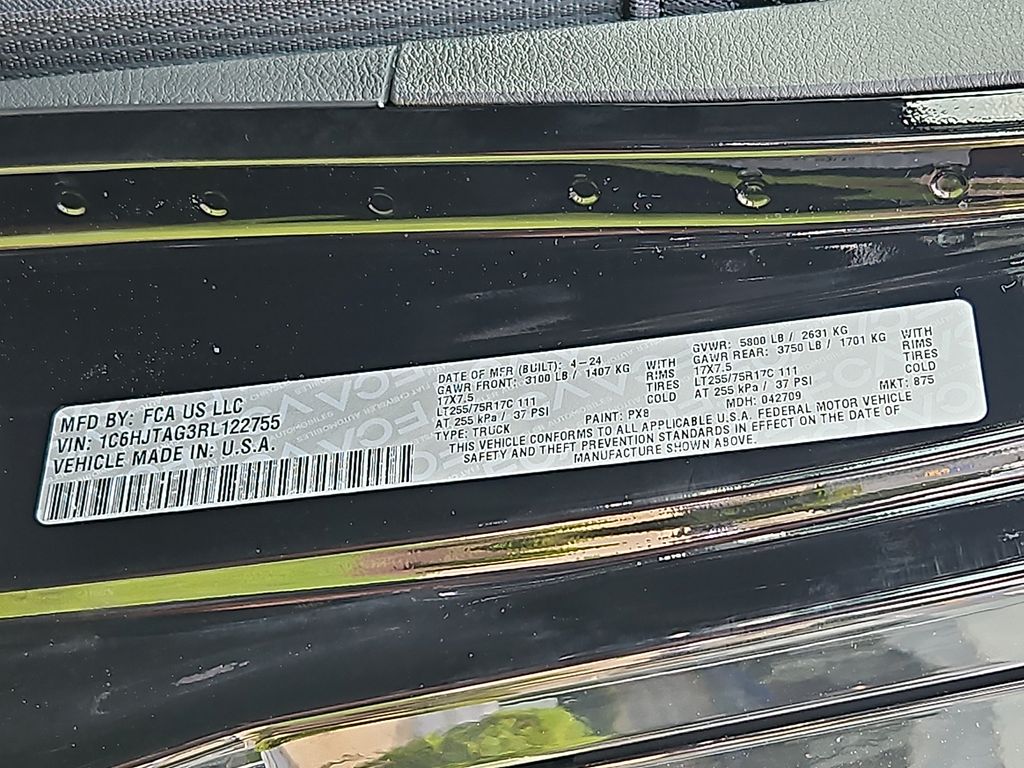 MFD BY: FCA US LLC
VIN: 1C6HJTAG3RL122755
VEHICLE MADE IN: U.S.A.
DATE OF MFR (BUILT): 4-24
GAWR FRONT: 3100 LB / 1407 KG WITH
17X7.5 RIMS
LT255/75R17C 111 TIRES
AT 255 kPa / 37 PSI COLD
TYPE: TRUCK PAINT: PX8
GVWR: 5800 LB / 2631 KG
GAWR REAR: 3750 LB / 1701 KG WITH
17X7.5 RIMS
LT255/75R17C 111 TIRES
AT 255 kPa / 37 PSI COLD
MDH: 042709 MKT: 875
THIS VEHICLE CONFORMS TO ALL APPLICABLE U.S.A. FEDERAL MOTOR VEHICLE
SAFETY AND THEFT PREVENTION STANDARDS IN EFFECT ON THE DATE OF
MANUFACTURE SHOWN ABOVE.